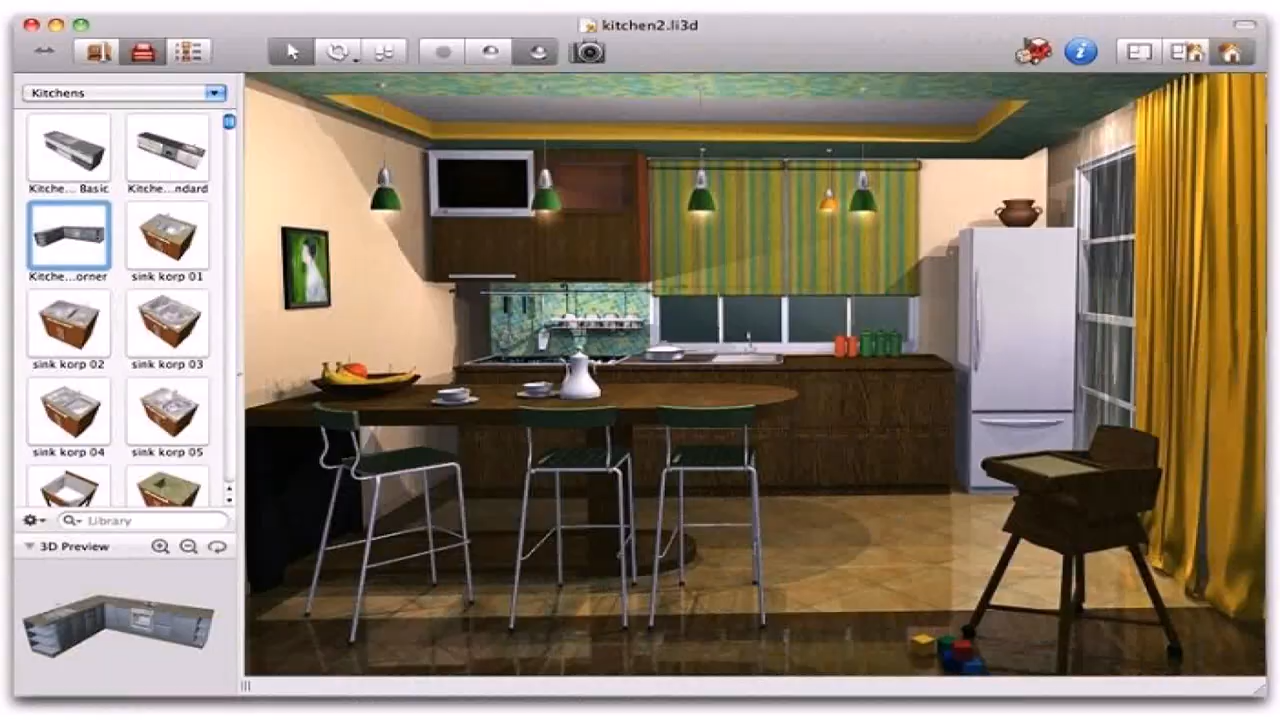 kitchen2.li3d
Kitchens
Kitche... Basic
Kitche...ndard
Kitche...orner
sink korp 01
sink korp 02
sink korp 03
sink korp 04
sink korp 05
Library
3D Preview